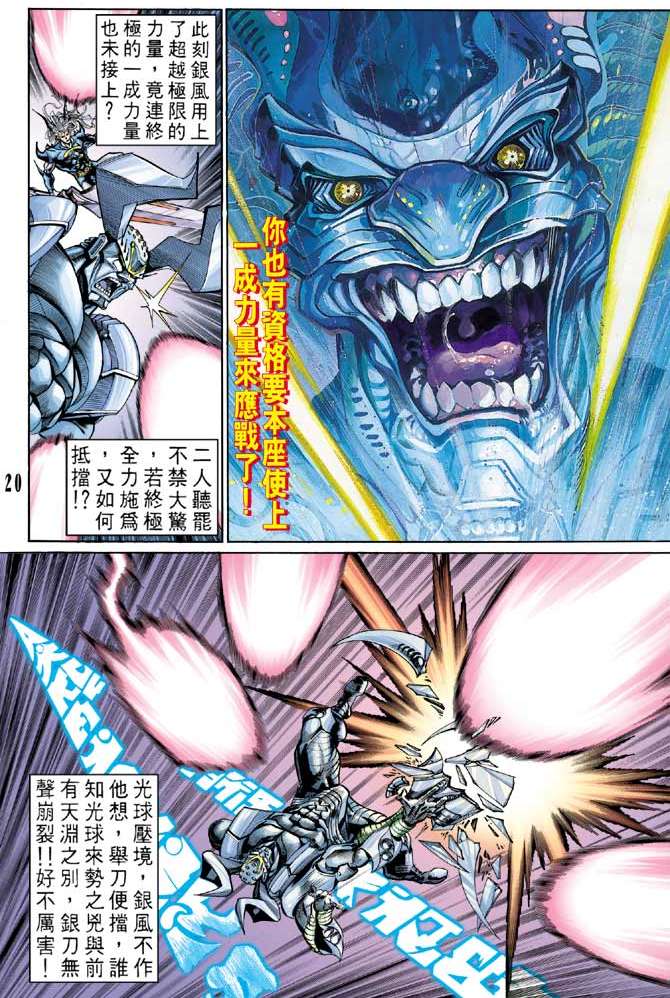 你也有資格要本座使上
一成力量來應戰了！
此刻銀風用上
了超越極限的
力量，竟連終
極的一成力量
也未接上？
二人聽罷
不禁大驚
，若終極
全力施為
，又如何
抵擋！？
20
光球壓境，銀風不作
他想，舉刀便擋，誰
知光球來勢之兇與前
有天淵之別，銀刀無
聲崩裂！！好不厲害！